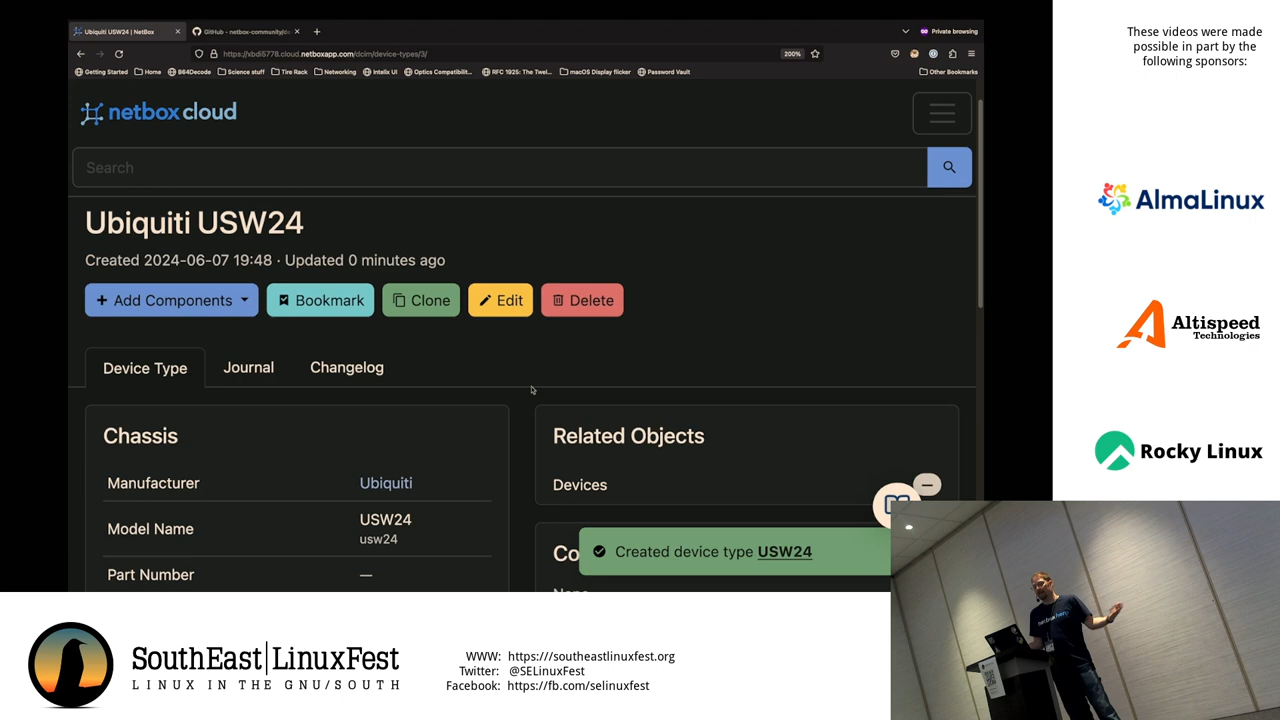 Ubiquiti USW24 | NetBox
GitHub - netbox-community/de
Private browsing
https://xbdi5778.cloud.netboxapp.com/dcim/device-types/3/
200%
Getting Started Home B64Decode Science stuff Tire Rack Networking Intelix UI Optics Compatibilit... RFC 1925: The Twel... macOS Display flicker Password Vault Other Bookmarks
netbox cloud
Search
Ubiquiti USW24
Created 2024-06-07 19:48 · Updated 0 minutes ago
+ Add Components
Bookmark
Clone
Edit
Delete
Device Type
Journal
Changelog
Chassis
Manufacturer Ubiquiti
Model Name USW24
usw24
Part Number —
Related Objects
Devices
Co
Created device type USW24
These videos were made
possible in part by the
following sponsors:
AlmaLinux
Altispeed
Technologies
Rocky Linux
SouthEast|LinuxFest
LINUX IN THE GNU/SOUTH
WWW: https:///southeastlinuxfest.org
Twitter: @SELinuxFest
Facebook: https://fb.com/selinuxfest